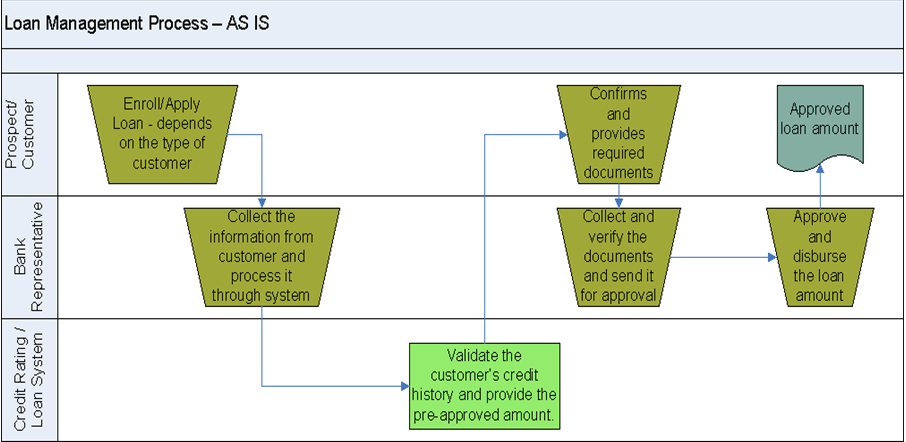 Loan Management Process – AS IS
Prospect/
Customer
Enroll/Apply
Loan - depends
on the type of
customer
Confirms
and
provides
required
documents
Approved
loan amount
Bank
Representative
Collect the
information from
customer and
process it
through system
Collect and
verify the
documents
and send it
for approval
Approve
and
disburse
the loan
amount
Credit Rating /
Loan System
Validate the
customer's credit
history and provide the
pre-approved amount.